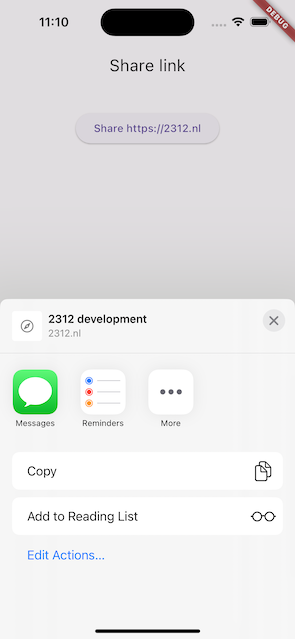 11:10
DEBUG
Share link
Share https://2312.nl
2312 development
2312.nl
Messages
Reminders
More
Copy
Add to Reading List
Edit Actions...